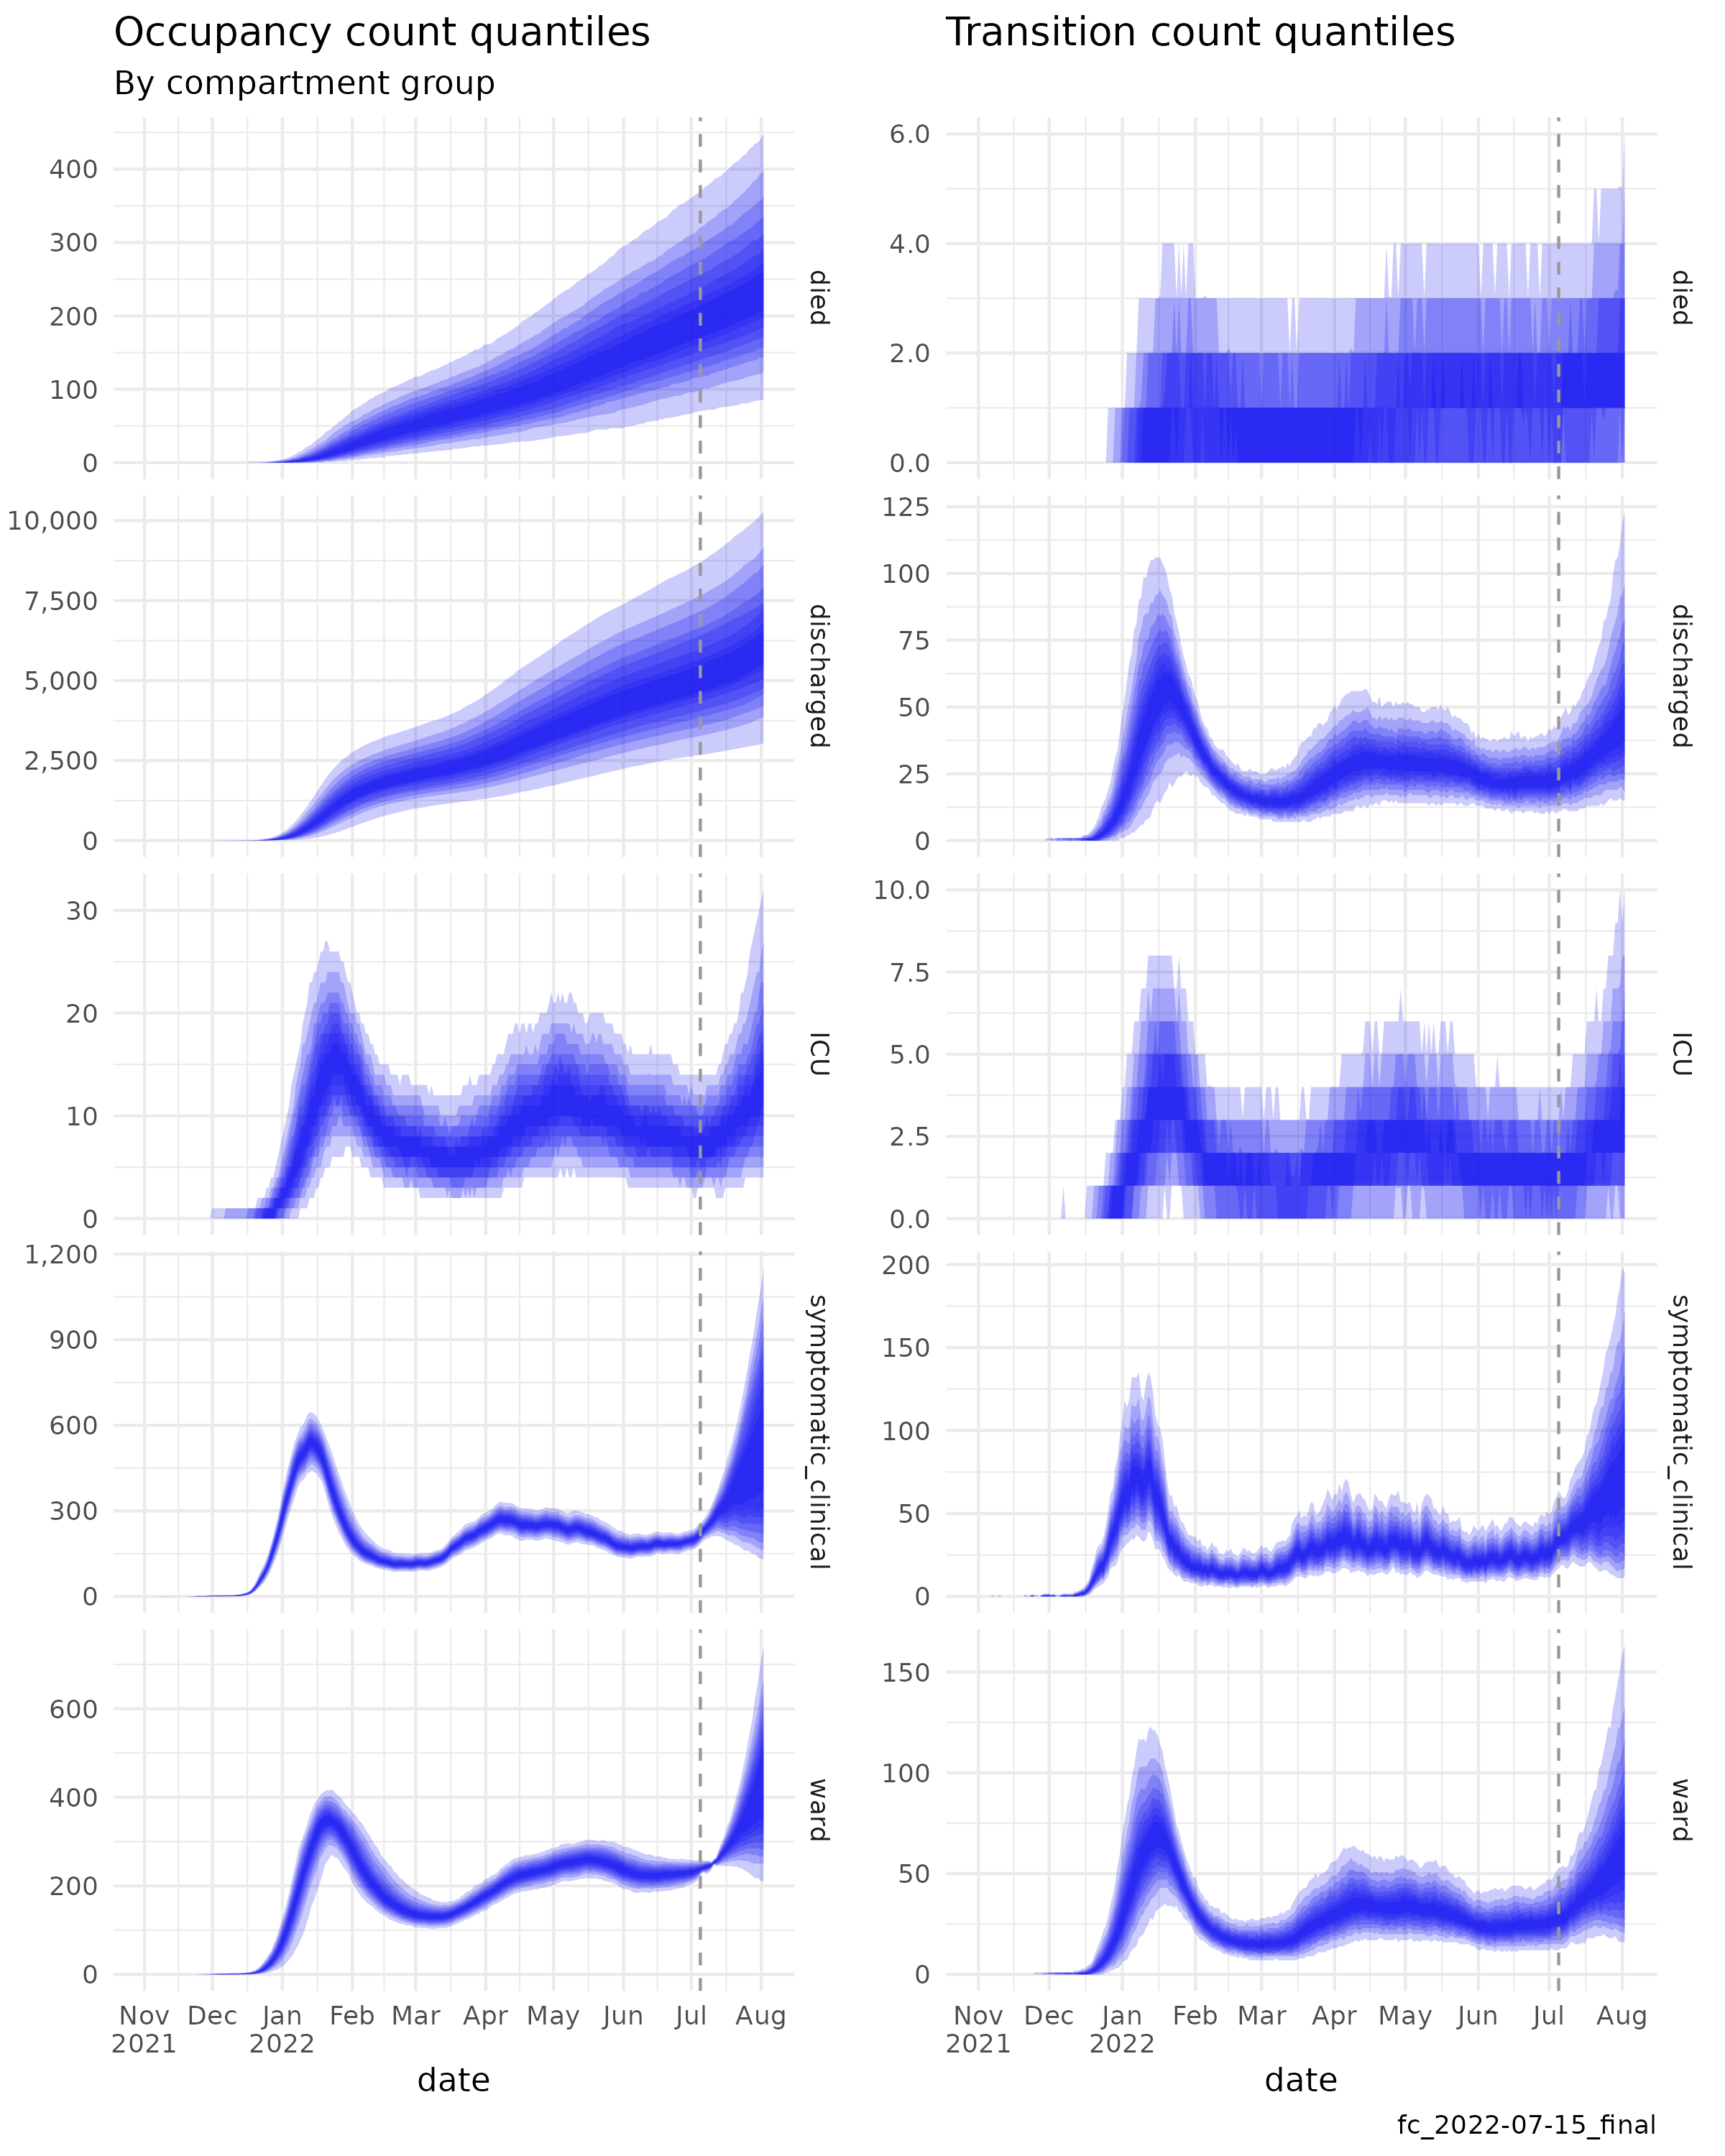 Occupancy count quantiles
By compartment group
Transition count quantiles
400
300
200
100
0
died
6.0
4.0
2.0
0.0
died
10,000
7,500
5,000
2,500
0
discharged
125
100
75
50
25
0
discharged
30
20
10
0
ICU
10.0
7.5
5.0
2.5
0.0
ICU
1,200
900
600
300
0
symptomatic_clinical
200
150
100
50
0
symptomatic_clinical
600
400
200
0
ward
150
100
50
0
ward
Nov Dec Jan Feb Mar Apr May Jun Jul Aug
2021 2022
date
Nov Dec Jan Feb Mar Apr May Jun Jul Aug
2021 2022
date
fc_2022-07-15_final